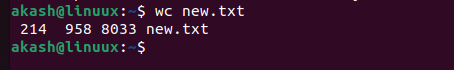 akash@linuux:~$ wc new.txt
214 958 8033 new.txt
akash@linuux:~$